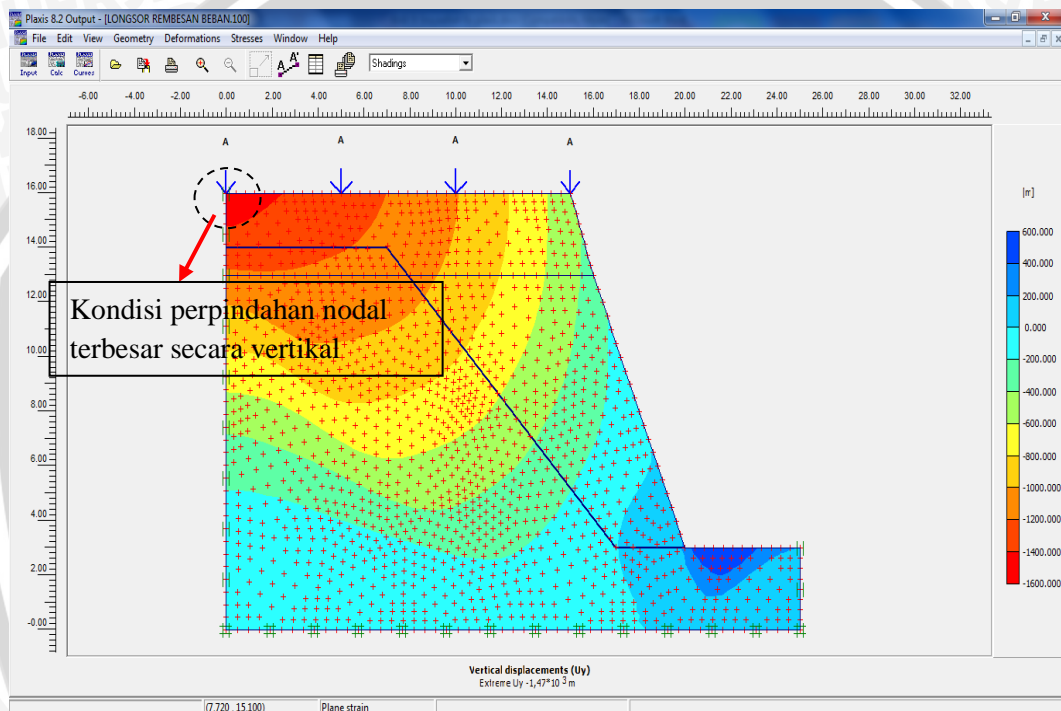 Plaxis 8.2 Output - [LONGSOR REMBESAN BEBAN.100]
File Edit View Geometry Deformations Stresses Window Help
Input Calc Curves Shadings
-6.00 -4.00 -2.00 0.00 2.00 4.00 6.00 8.00 10.00 12.00 14.00 16.00 18.00 20.00 22.00 24.00 26.00 28.00 30.00 32.00
18.00
16.00
14.00
12.00
10.00
8.00
6.00
4.00
2.00
-0.00
A A A A
Kondisi perpindahan nodal
terbesar secara vertikal
[m]
600.000
400.000
200.000
0.000
-200.000
-400.000
-600.000
-800.000
-1000.000
-1200.000
-1400.000
-1600.000
Vertical displacements (Uy)
Extreme Uy -1,47*10 3 m
(7.720 , 15.100) Plane strain